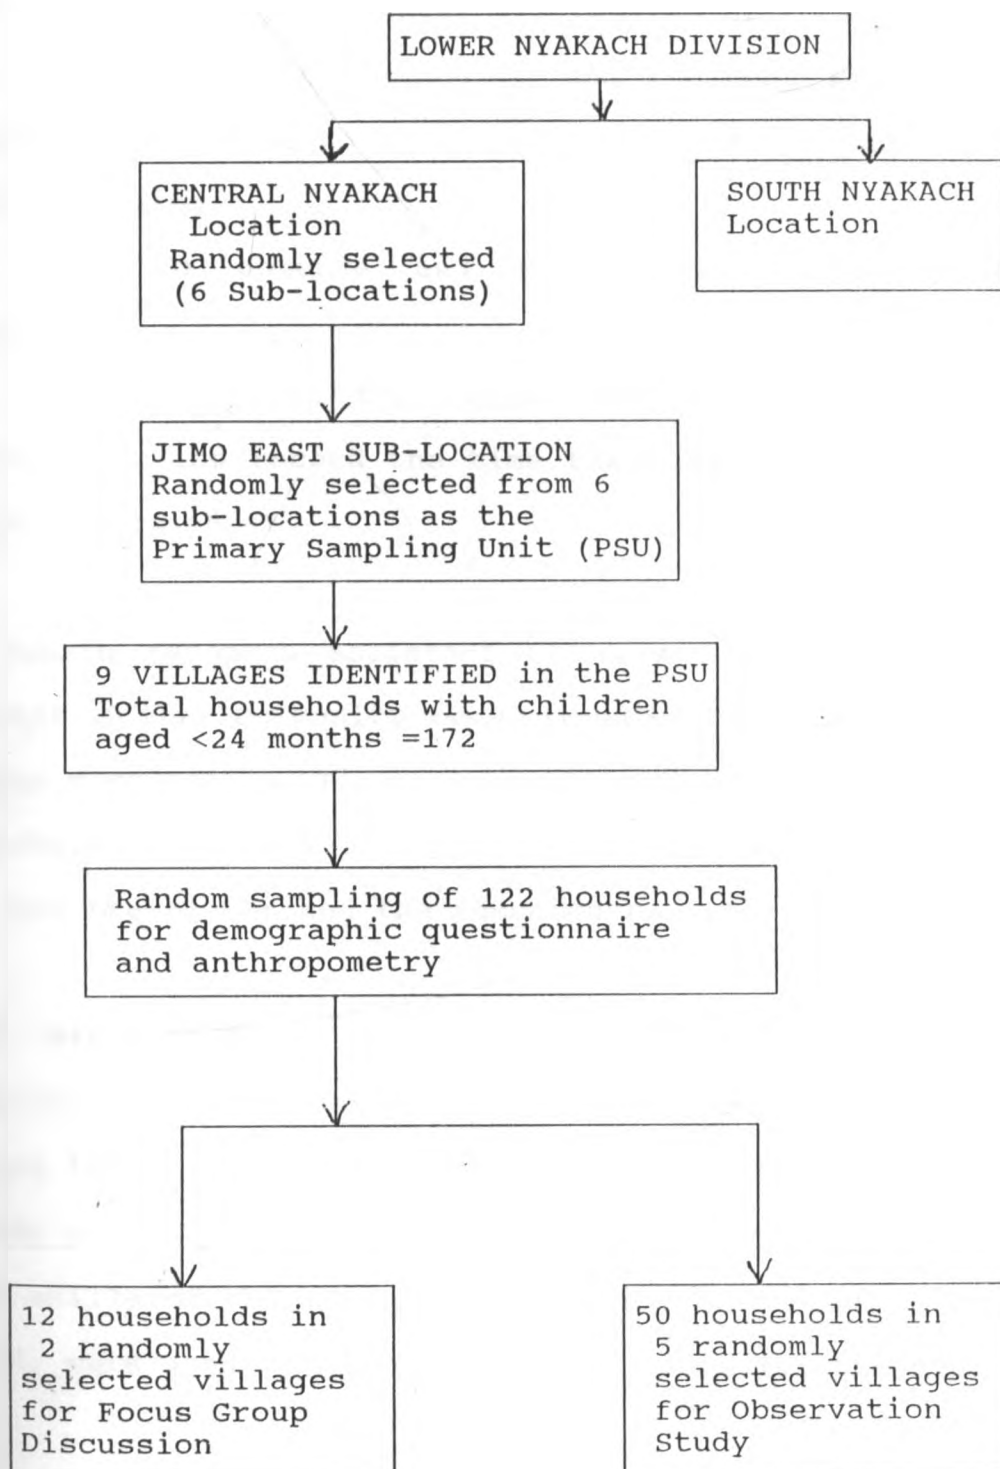 LOWER NYAKACH DIVISION
CENTRAL NYAKACH
Location
Randomly selected
(6 Sub-locations)
SOUTH NYAKACH
Location
JIMO EAST SUB-LOCATION
Randomly selected from 6
sub-locations as the
Primary Sampling Unit (PSU)
9 VILLAGES IDENTIFIED in the PSU
Total households with children
aged <24 months =172
Random sampling of 122 households
for demographic questionnaire
and anthropometry
12 households in
2 randomly
selected villages
for Focus Group
Discussion
50 households in
5 randomly
selected villages
for Observation
Study